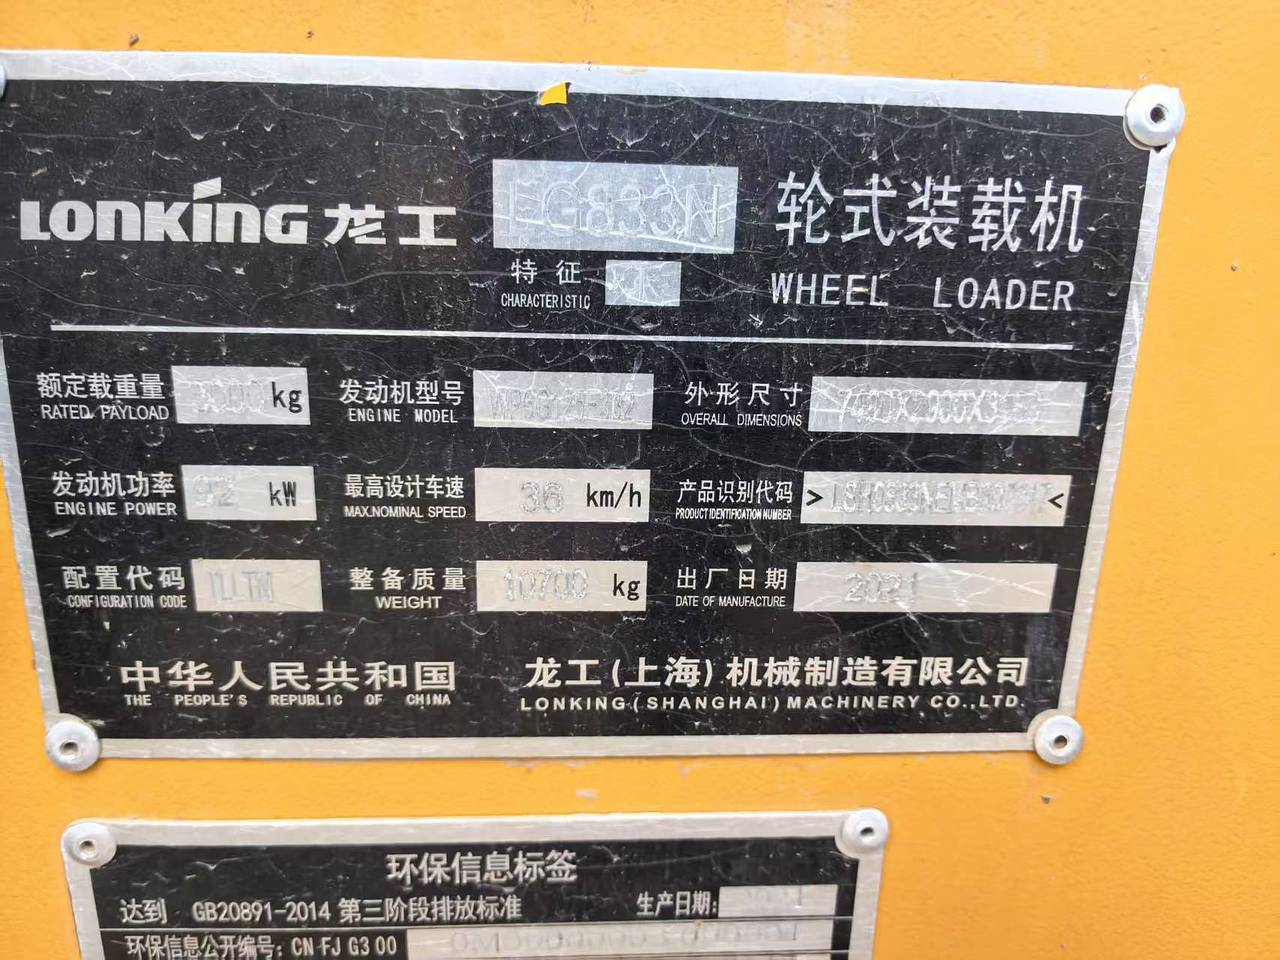 LONKING 龙工 LG833N 轮式装载机
特征
CHARACTERISTIC
WHEEL LOADER
额定载重量 kg
RATED PAYLOAD
发动机型号
ENGINE MODEL
外形尺寸
OVERALL DIMENSIONS
发动机功率 92 kW
ENGINE POWER
最高设计车速 36 km/h
MAX.NOMINAL SPEED
产品识别代码 > <
PRODUCT IDENTIFICATION NUMBER
配置代码
CONFIGURATION CODE
整备质量 10700 kg
WEIGHT
出厂日期 2021
DATE OF MANUFACTURE
中华人民共和国
THE PEOPLE'S REPUBLIC OF CHINA
龙工(上海)机械制造有限公司
LONKING(SHANGHAI)MACHINERY CO.,LTD.
环保信息标签
达到 GB20891-2014 第三阶段排放标准 生产日期:
环保信息公开编号: CN FJ G3 00